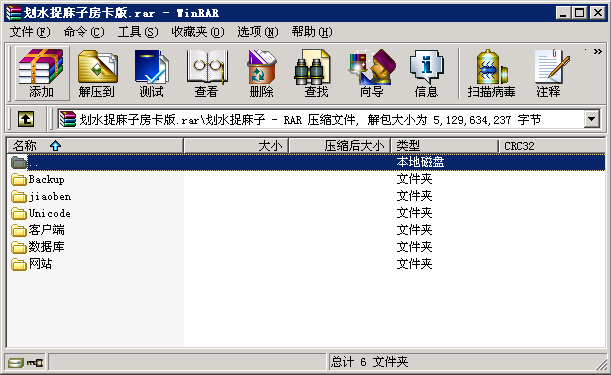 划水捉麻子房卡版.rar - WinRAR
文件(F) 命令(C) 工具(S) 收藏夹(O) 选项(N) 帮助(H)
添加 解压到 测试 查看 删除 查找 向导 信息 扫描病毒 注释 »
划水捉麻子房卡版.rar\划水捉麻子 - RAR 压缩文件, 解包大小为 5,129,634,237 字节
名称 大小 压缩后大小 类型 CRC32
.. 本地磁盘
Backup 文件夹
jiaoben 文件夹
Unicode 文件夹
客户端 文件夹
数据库 文件夹
网站 文件夹
总计 6 文件夹